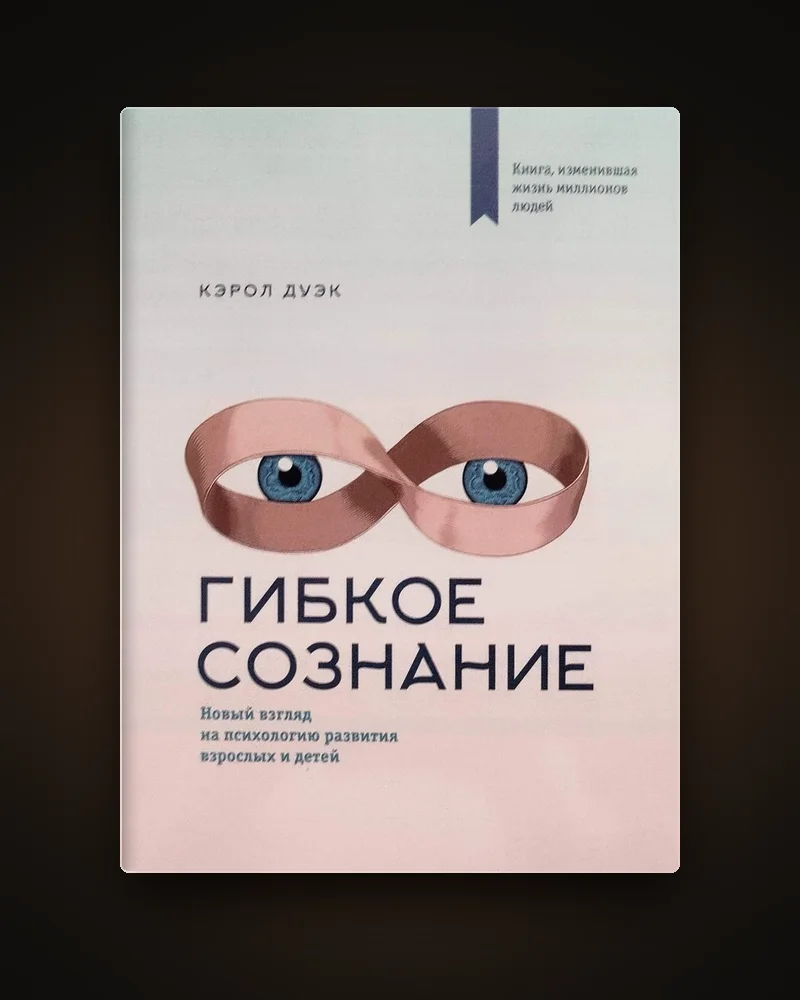 Книга, изменившая
жизнь миллионов
людей
КЭРОЛ ДУЭК
ГИБКОЕ
СОЗНАНИЕ
Новый взгляд
на психологию развития
взрослых и детей